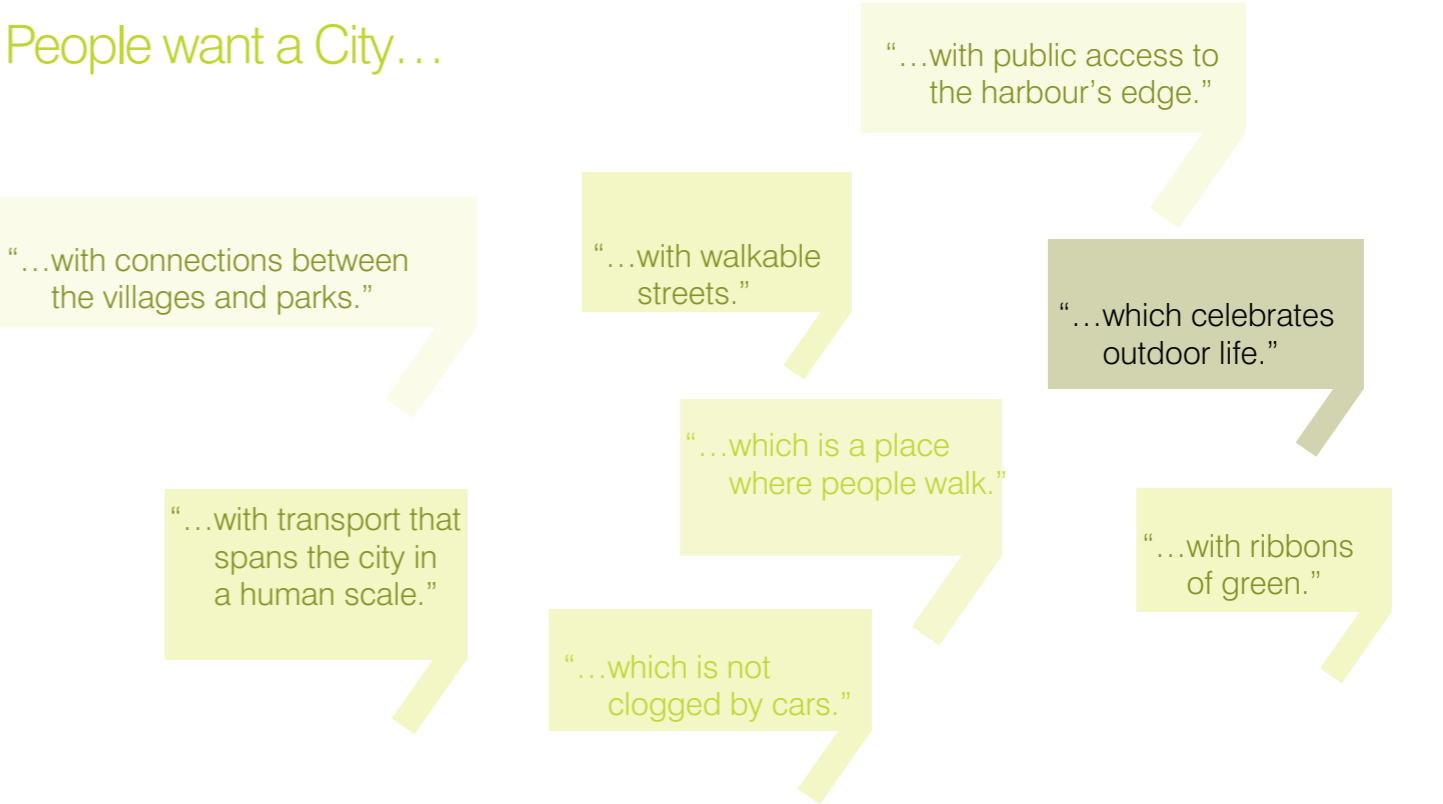 People want a City…
“…with public access to
the harbour’s edge.”
“…with connections between
the villages and parks.”
“…with walkable
streets.”
“…which celebrates
outdoor life.”
“…which is a place
where people walk.”
“…with transport that
spans the city in
a human scale.”
“…with ribbons
of green.”
“…which is not
clogged by cars.”